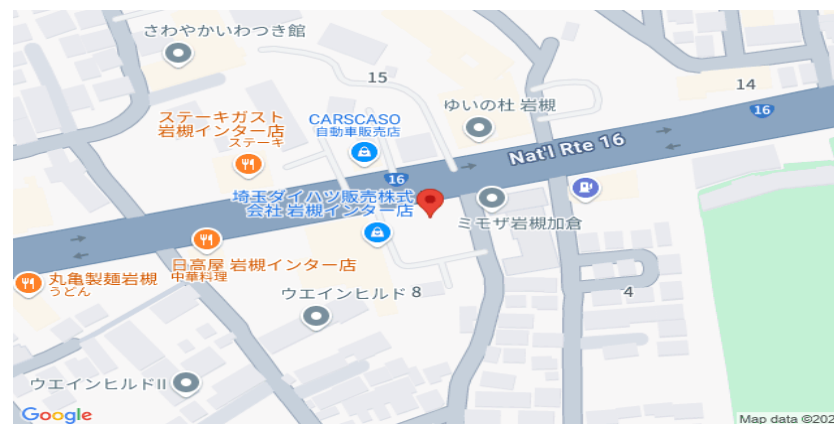 さわやかいわつき館
15
14
ステーキガスト
岩槻インター店
ステーキ
CARSCASO
自動車販売店
ゆいの杜 岩槻
16
Nat'l Rte 16
16
埼玉ダイハツ販売株式
会社 岩槻インター店
ミモザ岩槻加倉
日高屋 岩槻インター店
中華料理
丸亀製麺岩槻
うどん
ウエインヒルド
8
4
ウエインヒルドII
Google
Map data ©202